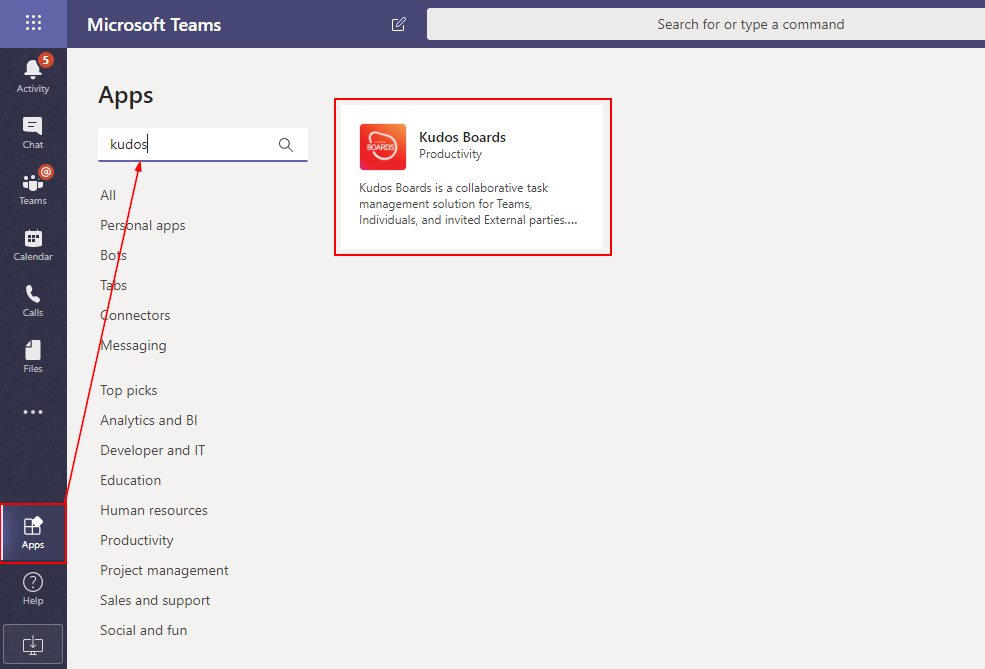 Microsoft Teams
Search for or type a command
5
Activity
Chat
@
Teams
Calendar
Calls
Files
Apps
Help
Apps
kudos
All
Personal apps
Bots
Tabs
Connectors
Messaging
Top picks
Analytics and BI
Developer and IT
Education
Human resources
Productivity
Project management
Sales and support
Social and fun
BOARDS
Kudos Boards
Productivity
Kudos Boards is a collaborative task
management solution for Teams,
Individuals, and invited External parties....